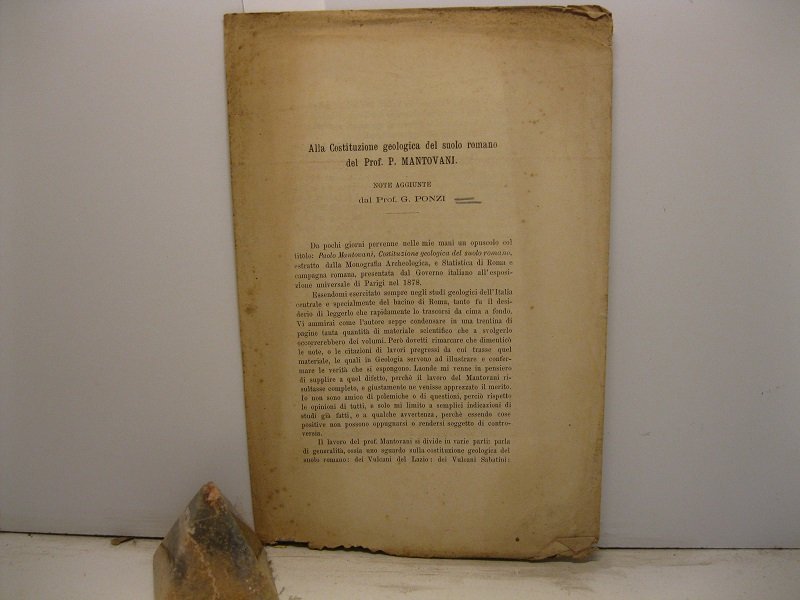 Alla Costituzione geologica del suolo romano
del Prof. P. MANTOVANI.
NOTE AGGIUNTE
dal Prof. G. PONZI
Da pochi giorni pervenne nelle mie mani un opuscolo col
titolo: Paolo Mantovani, Costituzione geologica del suolo romano,
estratto dalla Monografia Archeologica, e Statistica di Roma e
campagna romana, presentata dal Governo italiano all'esposi-
zione universale di Parigi nel 1878.
Essendomi esercitato sempre negli studi geologici dell'Italia
centrale e specialmente del bacino di Roma, tanto fu il desi-
derio di leggerlo che rapidamente lo trascorsi da cima a fondo.
Vi ammirai come l'autore seppe condensare in una trentina di
pagine tanta quantità di materiale scientifico che a svolgerlo
occorrerebbero dei volumi. Però dovetti rimarcare che dimenticò
le note, o le citazioni di lavori pregressi da cui trasse quel
materiale, le quali in Geologia servono ad illustrare e confer-
mare le verità che si espongono. Laonde mi venne in pensiero
di supplire a quel difetto, perchè il lavoro del Mantovani ri-
sultasse completo, e giustamente ne venisse apprezzato il merito.
Io non sono amico di polemiche o di questioni, perciò rispetto
le opinioni di tutti, e solo mi limito a semplici indicazioni di
studi già fatti, e a qualche avvertenza, perchè essendo cose
positive non possono oppugnarsi o rendersi soggetto di contro-
versia.
Il lavoro del prof. Mantovani si divide in varie parti: parla
di generalità, ossia uno sguardo sulla costituzione geologica del
suolo romano: dei Vulcani del Lazio: dei Vulcani Sabatini: